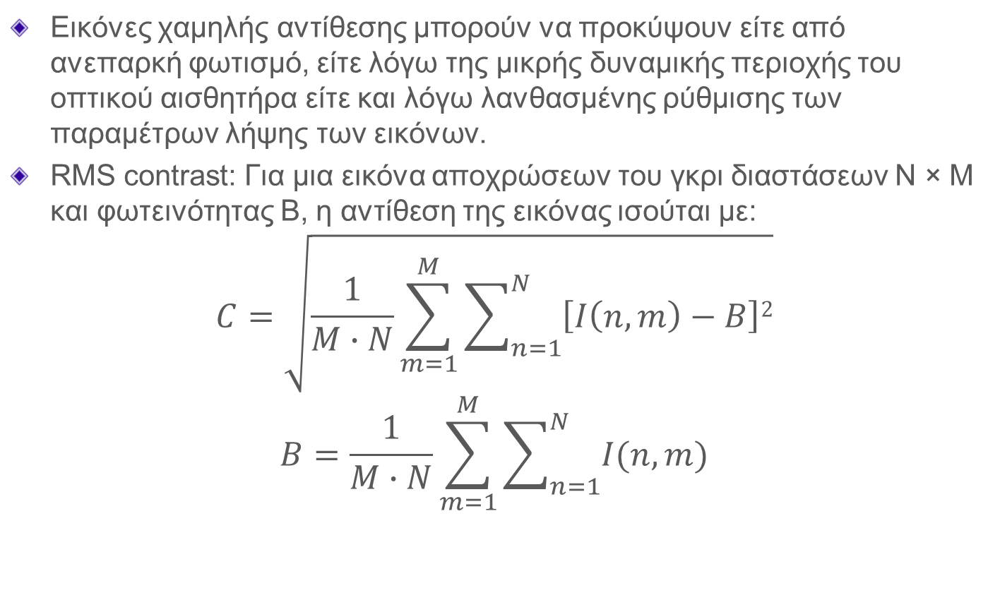 Εικόνες χαμηλής αντίθεσης μπορούν να προκύψουν είτε από
ανεπαρκή φωτισμό, είτε λόγω της μικρής δυναμικής περιοχής του
οπτικού αισθητήρα είτε και λόγω λανθασμένης ρύθμισης των
παραμέτρων λήψης των εικόνων.
RMS contrast: Για μια εικόνα αποχρώσεων του γκρι διαστάσεων N × M
και φωτεινότητας Β, η αντίθεση της εικόνας ισούται με:
$C = \sqrt{\frac{1}{M \cdot N} \sum_{m=1}^{M} \sum_{n=1}^{N} [I(n,m) - B]^2}$
$B = \frac{1}{M \cdot N} \sum_{m=1}^{M} \sum_{n=1}^{N} I(n,m)$